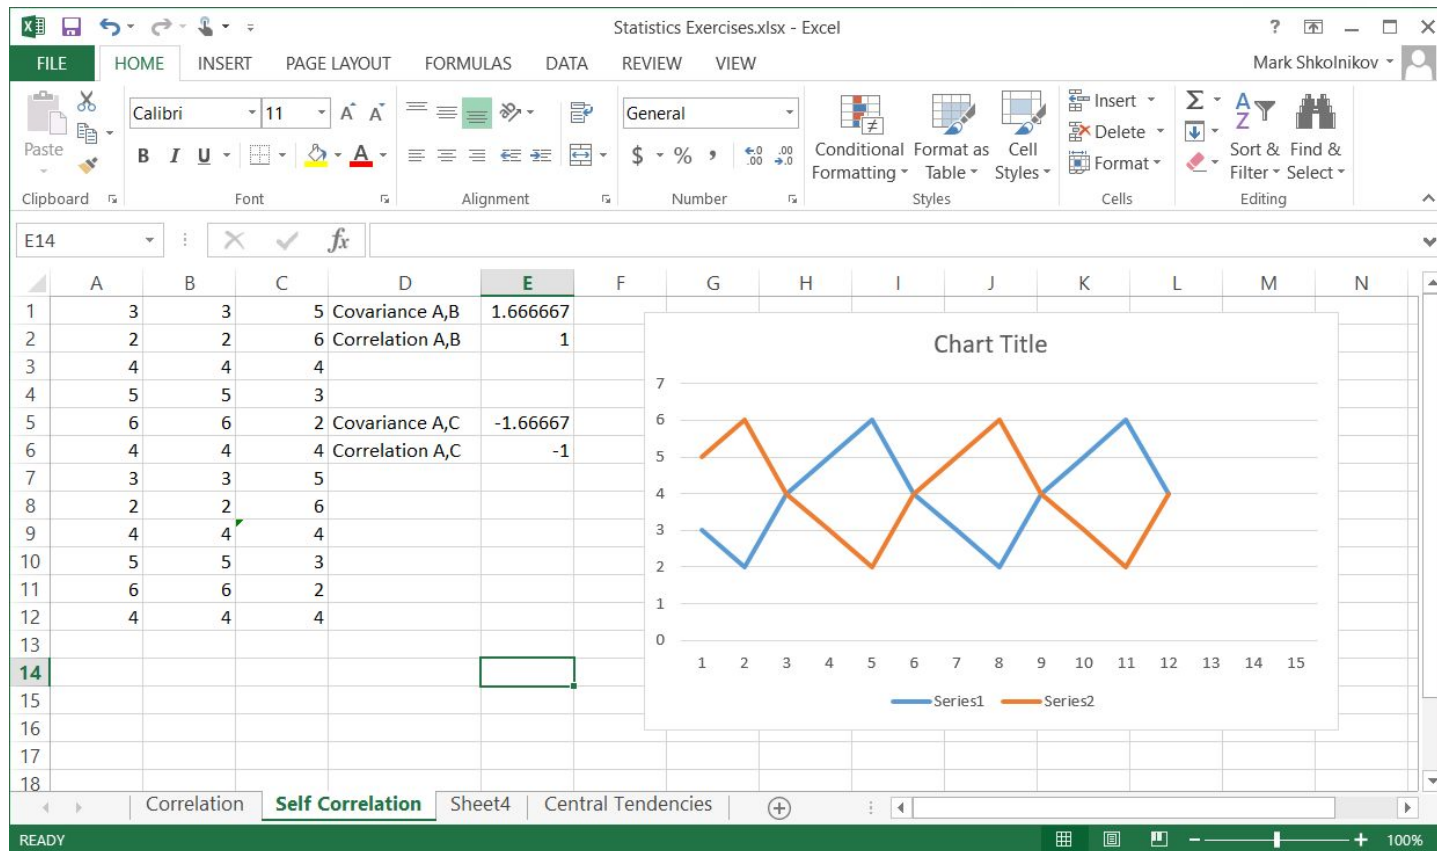 Statistics Exercises.xlsx - Excel
FILE HOME INSERT PAGE LAYOUT FORMULAS DATA REVIEW VIEW Mark Shkolnikov
Paste
Clipboard
Calibri 11
B I U
Font
Alignment
General
$ % ,
Number
Conditional Formatting
Format as Table
Cell Styles
Styles
Insert
Delete
Format
Cells
Sort & Filter
Find & Select
Editing
E14 fx
A B C D E F G H I J K L M N
1 3 3 5 Covariance A,B 1.666667
2 2 2 6 Correlation A,B 1
3 4 4 4
4 5 5 3
5 6 6 2 Covariance A,C -1.66667
6 4 4 4 Correlation A,C -1
7 3 3 5
8 2 2 6
9 4 4 4
10 5 5 3
11 6 6 2
12 4 4 4
13
14
15
16
17
18
Chart Title
7
6
5
4
3
2
1
0
1 2 3 4 5 6 7 8 9 10 11 12 13 14 15
Series1 Series2
Correlation Self Correlation Sheet4 Central Tendencies
READY 100%